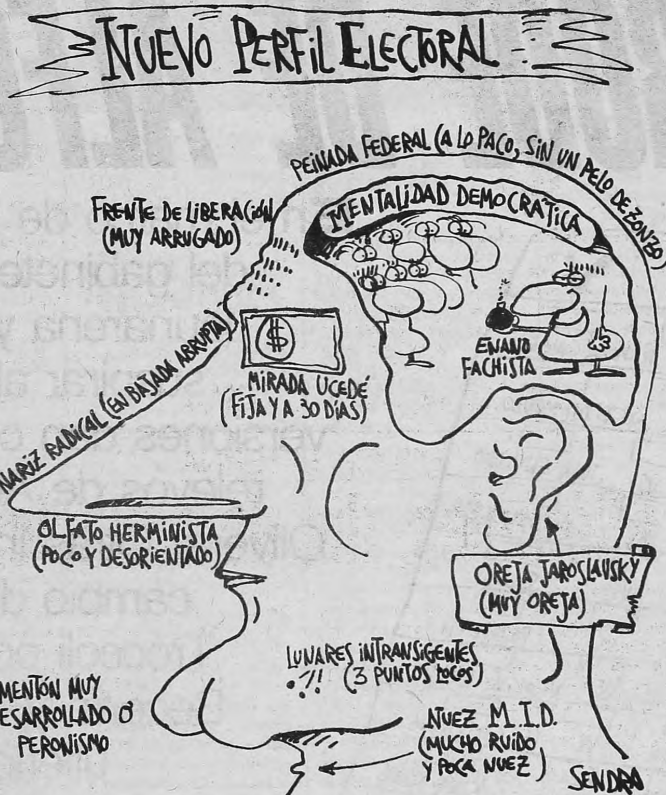 NUEVO PERFIL ELECTORAL
PEINADA FEDERAL (A LO PACO, SIN UN PELO DE ZONZO)
FRENTE DE LIBERACIÓN
(MUY ARRUGADO)
MENTALIDAD DEMOCRATICA
ENANO
FACHISTA
$
MIRADA UCEDÉ
(FIJA Y A 30 DÍAS)
NARIZ RADICAL (EN BAJADA ABRUPTA)
OLFATO HERMINISTA
(POCO Y DESORIENTADO)
OREJA JAROSLAVSKY
(MUY OREJA)
LUNARES INTRANSIGENTES
(3 PUNTOS LOCOS)
MENTÓN MUY
DESARROLLADO O
PERONISMO
NUEZ M.I.D.
(MUCHO RUIDO
Y POCA NUEZ)
SENDRA